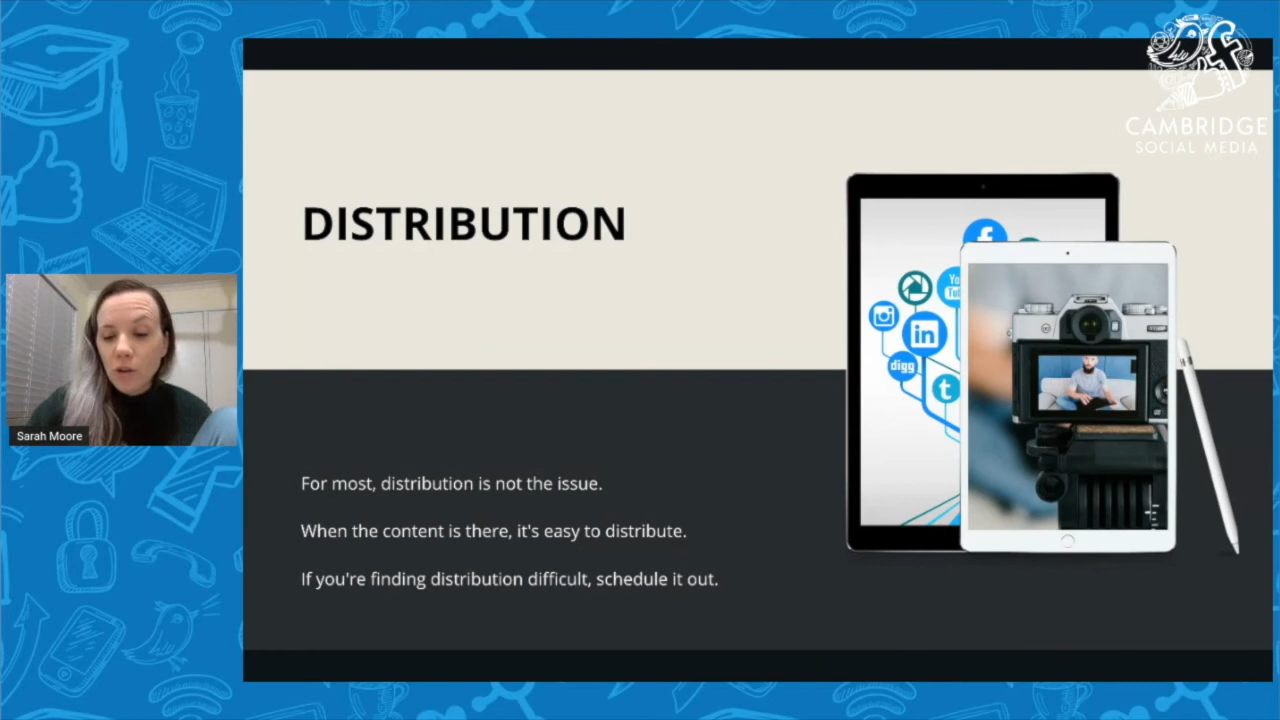 CAMBRIDGE
SOCIAL MEDIA
DISTRIBUTION
Sarah Moore
For most, distribution is not the issue.
When the content is there, it's easy to distribute.
If you're finding distribution difficult, schedule it out.
f
in
digg
t